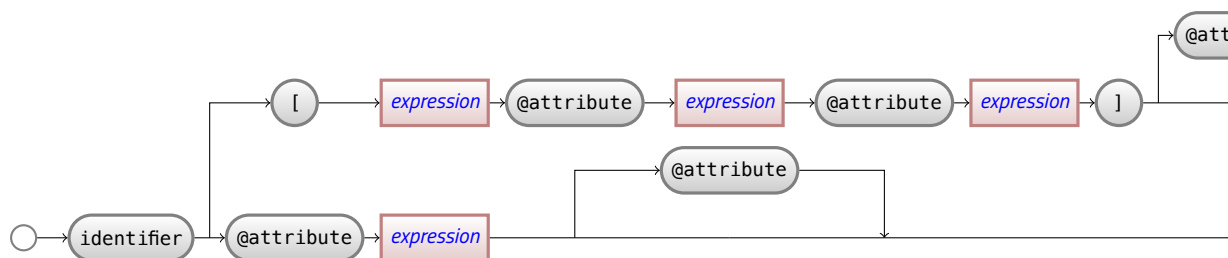 @att
[ expression @attribute expression @attribute expression ]
@attribute
identifier @attribute expression